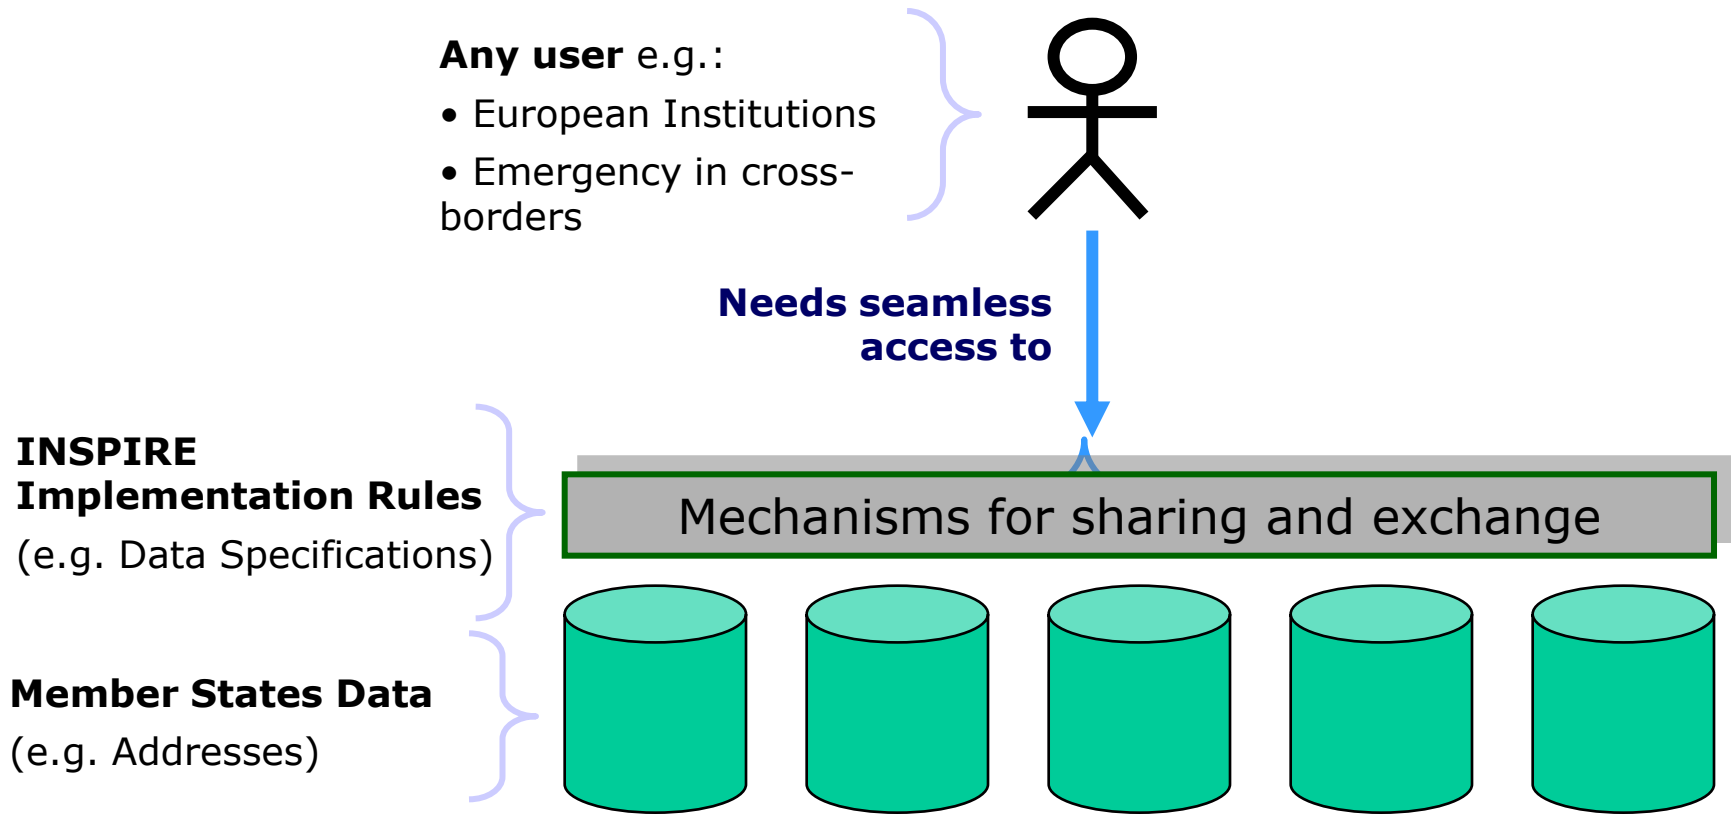 Any user e.g.:
• European Institutions
• Emergency in cross-
borders
Needs seamless
access to
INSPIRE
Implementation Rules
(e.g. Data Specifications)
Mechanisms for sharing and exchange
Member States Data
(e.g. Addresses)